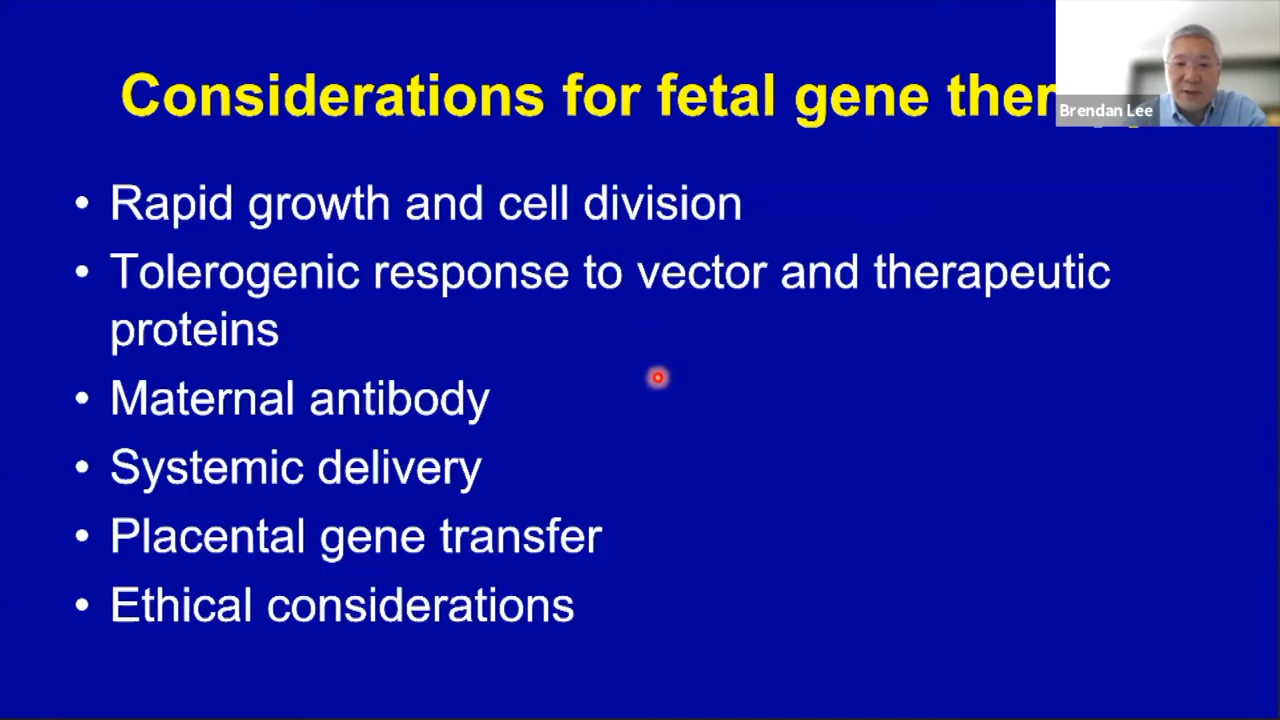 Considerations for fetal gene ther
Brendan Lee
• Rapid growth and cell division
• Tolerogenic response to vector and therapeutic
proteins
• Maternal antibody
• Systemic delivery
• Placental gene transfer
• Ethical considerations